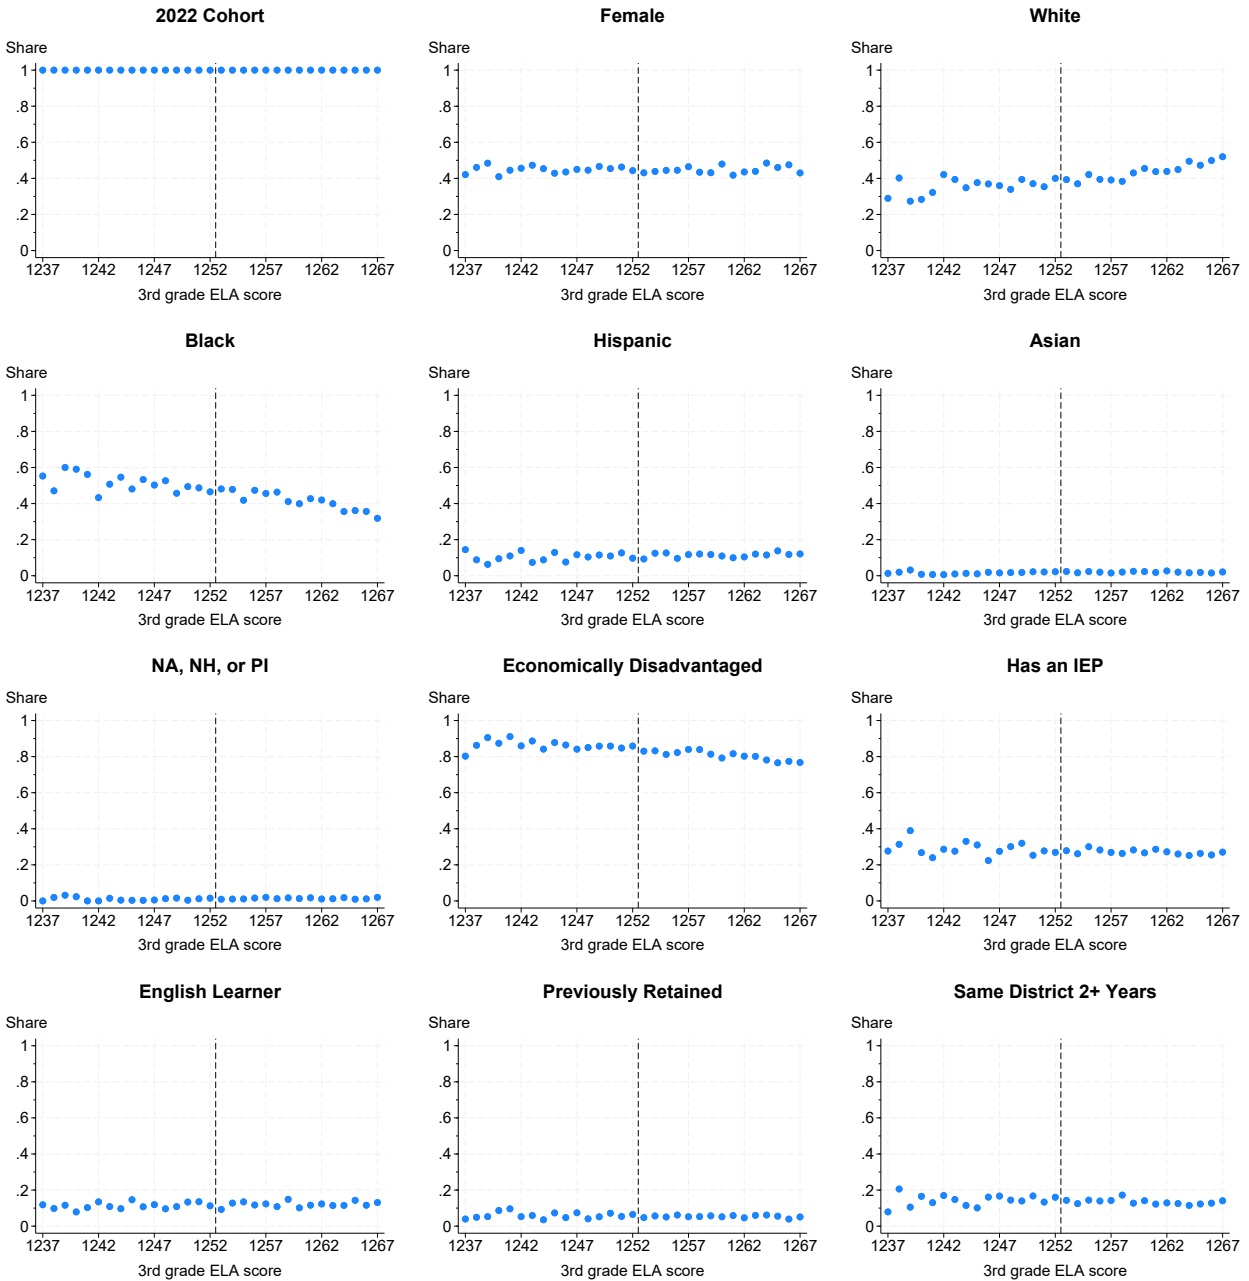 2022 Cohort
Share
1
.8
.6
.4
.2
0
1237 1242 1247 1252 1257 1262 1267
3rd grade ELA score
Female
Share
1
.8
.6
.4
.2
0
1237 1242 1247 1252 1257 1262 1267
3rd grade ELA score
White
Share
1
.8
.6
.4
.2
0
1237 1242 1247 1252 1257 1262 1267
3rd grade ELA score
Black
Share
1
.8
.6
.4
.2
0
1237 1242 1247 1252 1257 1262 1267
3rd grade ELA score
Hispanic
Share
1
.8
.6
.4
.2
0
1237 1242 1247 1252 1257 1262 1267
3rd grade ELA score
Asian
Share
1
.8
.6
.4
.2
0
1237 1242 1247 1252 1257 1262 1267
3rd grade ELA score
NA, NH, or PI
Share
1
.8
.6
.4
.2
0
1237 1242 1247 1252 1257 1262 1267
3rd grade ELA score
Economically Disadvantaged
Share
1
.8
.6
.4
.2
0
1237 1242 1247 1252 1257 1262 1267
3rd grade ELA score
Has an IEP
Share
1
.8
.6
.4
.2
0
1237 1242 1247 1252 1257 1262 1267
3rd grade ELA score
English Learner
Share
1
.8
.6
.4
.2
0
1237 1242 1247 1252 1257 1262 1267
3rd grade ELA score
Previously Retained
Share
1
.8
.6
.4
.2
0
1237 1242 1247 1252 1257 1262 1267
3rd grade ELA score
Same District 2+ Years
Share
1
.8
.6
.4
.2
0
1237 1242 1247 1252 1257 1262 1267
3rd grade ELA score